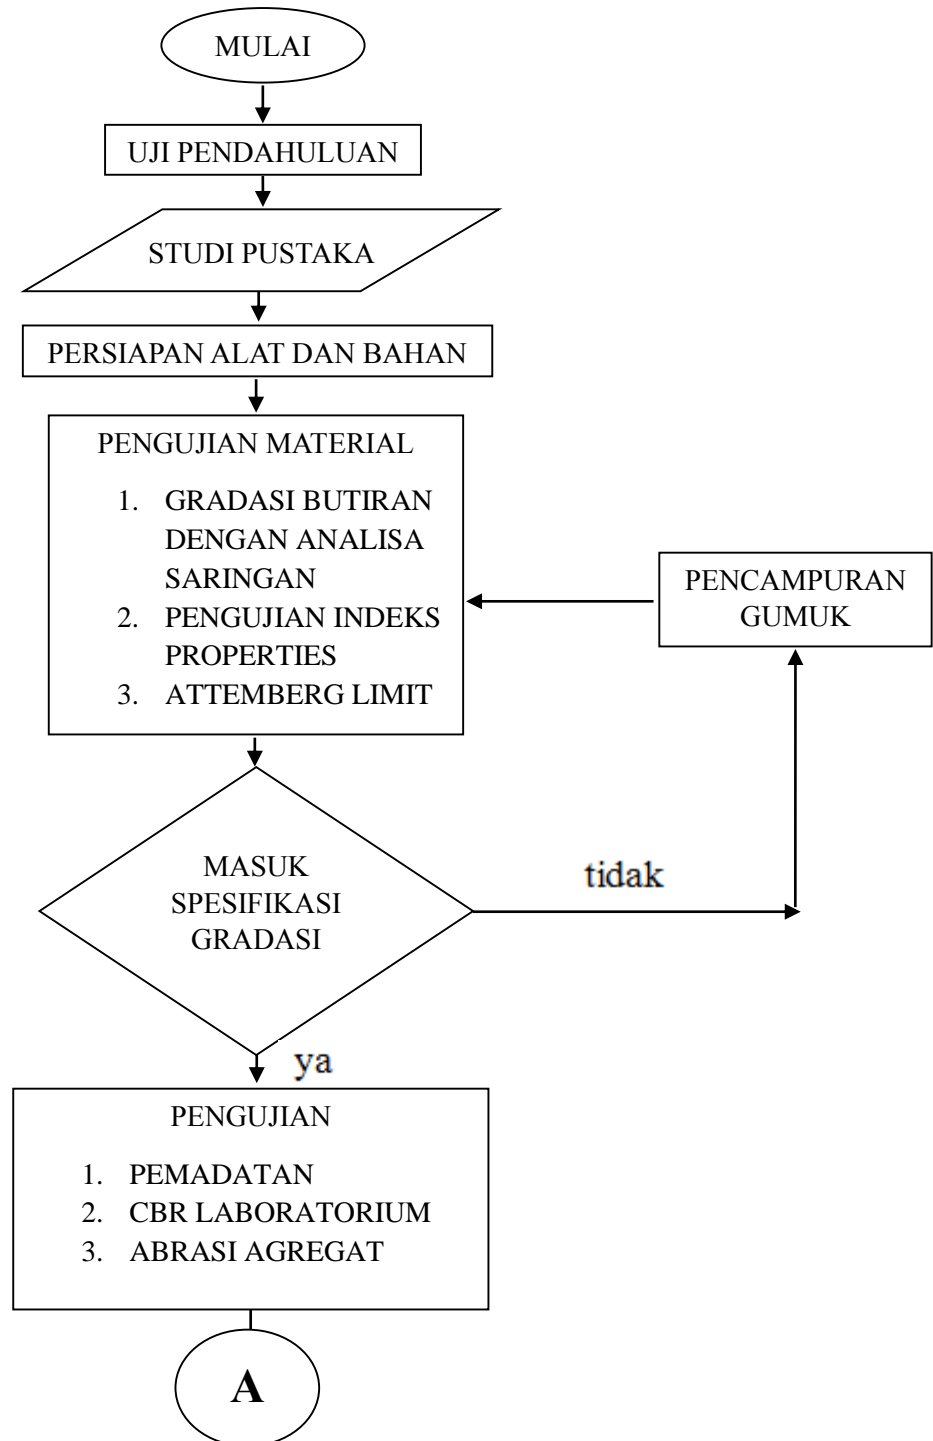 MULAI
UJI PENDAHULUAN
STUDI PUSTAKA
PERSIAPAN ALAT DAN BAHAN
PENGUJIAN MATERIAL
1. GRADASI BUTIRAN
DENGAN ANALISA
SARINGAN
2. PENGUJIAN INDEKS
PROPERTIES
3. ATTEMBERG LIMIT
PENCAMPURAN
GUMUK
MASUK
SPESIFIKASI
GRADASI
tidak
ya
PENGUJIAN
1. PEMADATAN
2. CBR LABORATORIUM
3. ABRASI AGREGAT
A